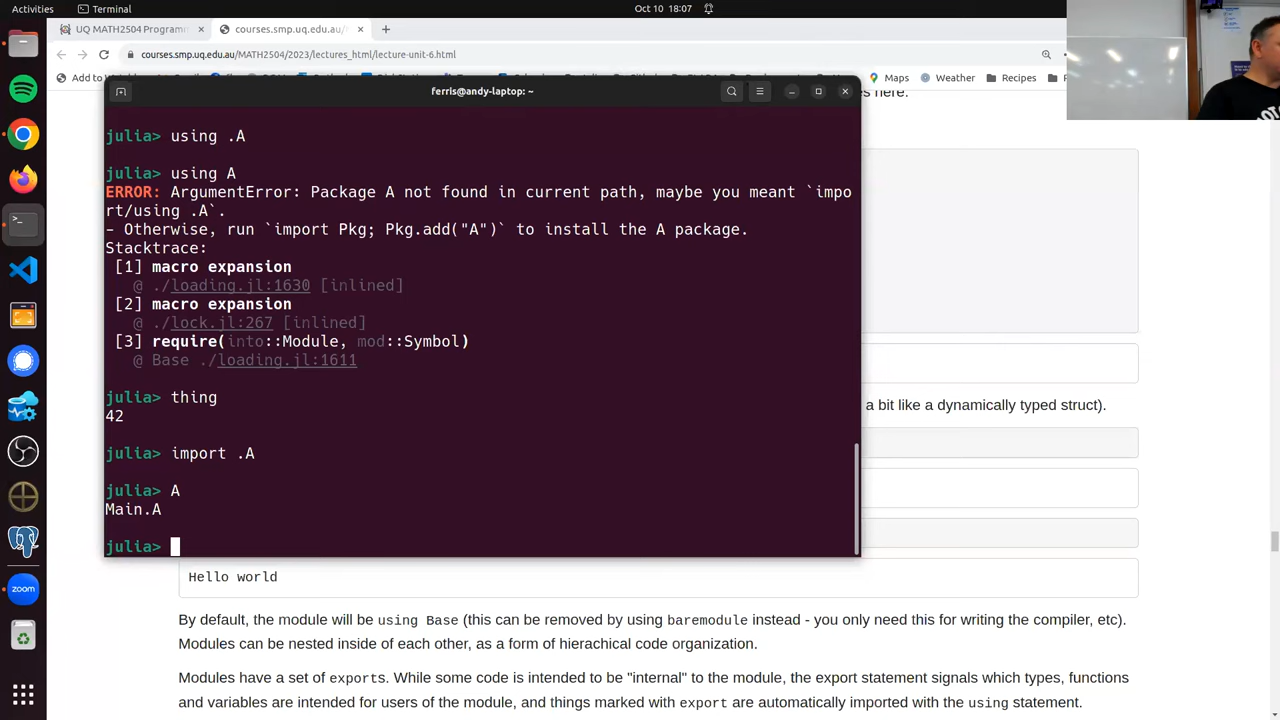 Activities
Package
Terminal
Oct 10 18:07
UQ MATH2504 Programm
courses.smp.uq.edu.au/
courses.smp.uq.edu.au/MATH2504/2023/lectures_html/lecture-unit-6.html
Add to
Maps
Weather
Recipes
ferris@andy-laptop: ~
es here.
julia> using .A
julia> using A
ERROR: ArgumentError: Package A not found in current path, maybe you meant `impo
rt/using .A`.
- Otherwise, run `import Pkg; Pkg.add("A")` to install the A package.
Stacktrace:
[1] macro expansion
@ ./loading.jl:1630 [inlined]
[2] macro expansion
@ ./lock.jl:267 [inlined]
[3] require(into::Module, mod::Symbol)
@ Base ./loading.jl:1611
julia> thing
42
a bit like a dynamically typed struct).
julia> import .A
julia> A
Main.A
julia>
Hello world
By default, the module will be using Base (this can be removed by using baremodule instead - you only need this for writing the compiler, etc).
Modules can be nested inside of each other, as a form of hierachical code organization.
Modules have a set of exports. While some code is intended to be "internal" to the module, the export statement signals which types, functions
and variables are intended for users of the module, and things marked with export are automatically imported with the using statement.
zoom